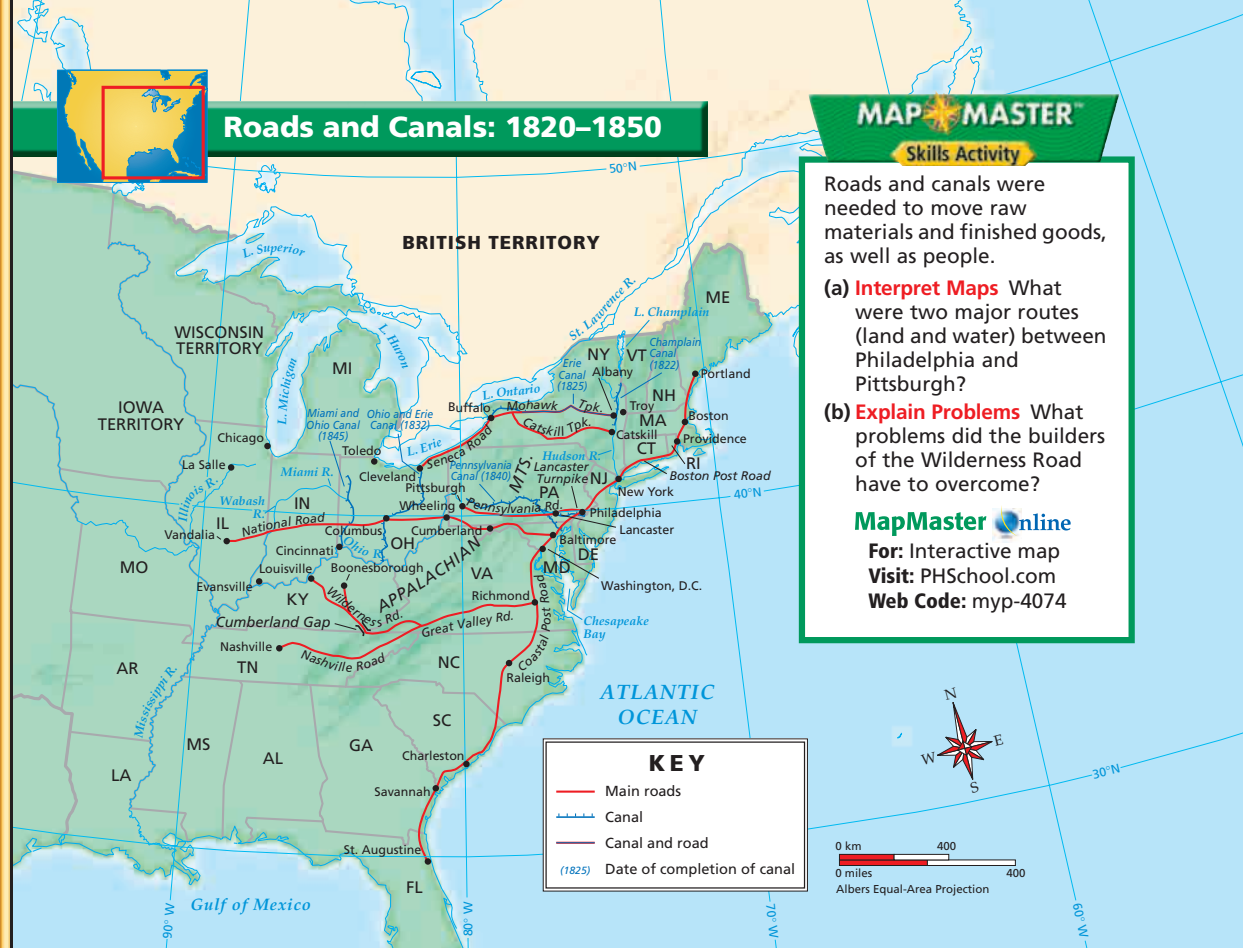 Roads and Canals: 1820–1850
50°N
BRITISH TERRITORY
L. Superior
WISCONSIN
TERRITORY
L. Michigan
L. Huron
MI
IOWA
TERRITORY
St. Lawrence R.
ME
L. Champlain
Champlain
Canal
(1822)
NY
VT
Erie
Canal
(1825)
Albany
Portland
L. Ontario
NH
Buffalo
Mohawk Tpk.
Troy
Miami and
Ohio Canal
(1845)
Ohio and Erie
Canal (1832)
MA
Boston
Catskill Tpk.
Catskill
Providence
Chicago
Toledo
L. Erie
Seneca Road
CT
RI
Hudson R.
Boston Post Road
La Salle
Miami R.
Cleveland
Pennsylvania
Canal (1840)
MTS.
Lancaster
Turnpike
NJ
New York
40°N
Pittsburgh
PA
Illinois R.
Wabash
R.
IN
Wheeling
Pennsylvania Rd.
Philadelphia
IL
National Road
Vandalia
Columbus
Cumberland
Lancaster
Baltimore
OH
Cincinnati
Ohio R.
DE
MD
Louisville
Boonesborough
APPALACHIAN
VA
Washington, D.C.
MO
Evansville
KY
Wilderness Rd.
Richmond
Cumberland Gap
Great Valley Rd.
Coastal Post Road
Chesapeake
Bay
Nashville
Nashville Road
AR
TN
NC
Raleigh
Mississippi R.
ATLANTIC
OCEAN
SC
MS
AL
GA
Charleston
LA
Savannah
St. Augustine
FL
Gulf of Mexico
90° W
80° W
70° W
60° W
30°N
KEY
Main roads
Canal
Canal and road
(1825) Date of completion of canal
N
W
E
S
0 km 400
0 miles 400
Albers Equal-Area Projection
MAP MASTER™
Skills Activity
Roads and canals were
needed to move raw
materials and finished goods,
as well as people.
(a) Interpret Maps What
were two major routes
(land and water) between
Philadelphia and
Pittsburgh?
(b) Explain Problems What
problems did the builders
of the Wilderness Road
have to overcome?
MapMaster Online
For: Interactive map
Visit: PHSchool.com
Web Code: myp-4074